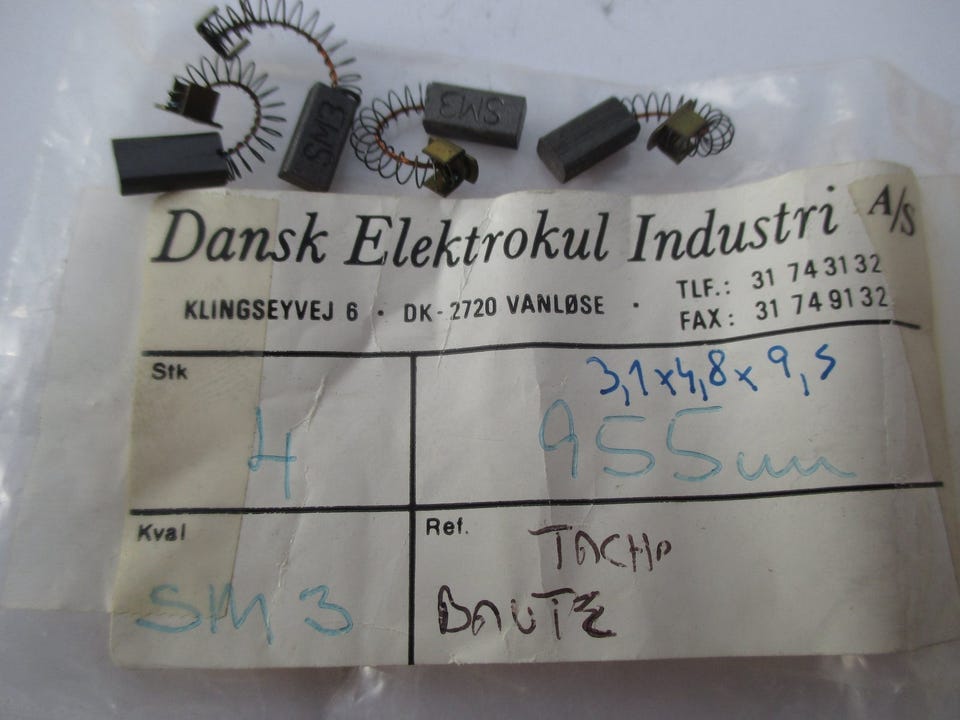 SM3
SM3
Dansk Elektrokul Industri A/S
KLINGSEYVEJ 6 · DK-2720 VANLØSE · TLF.: 31 74 31 32
FAX: 31 74 91 32
Stk
4
3,1x4,8x9,5
955un
Kval
SM3
Ref.
TACHO
BAUTZ